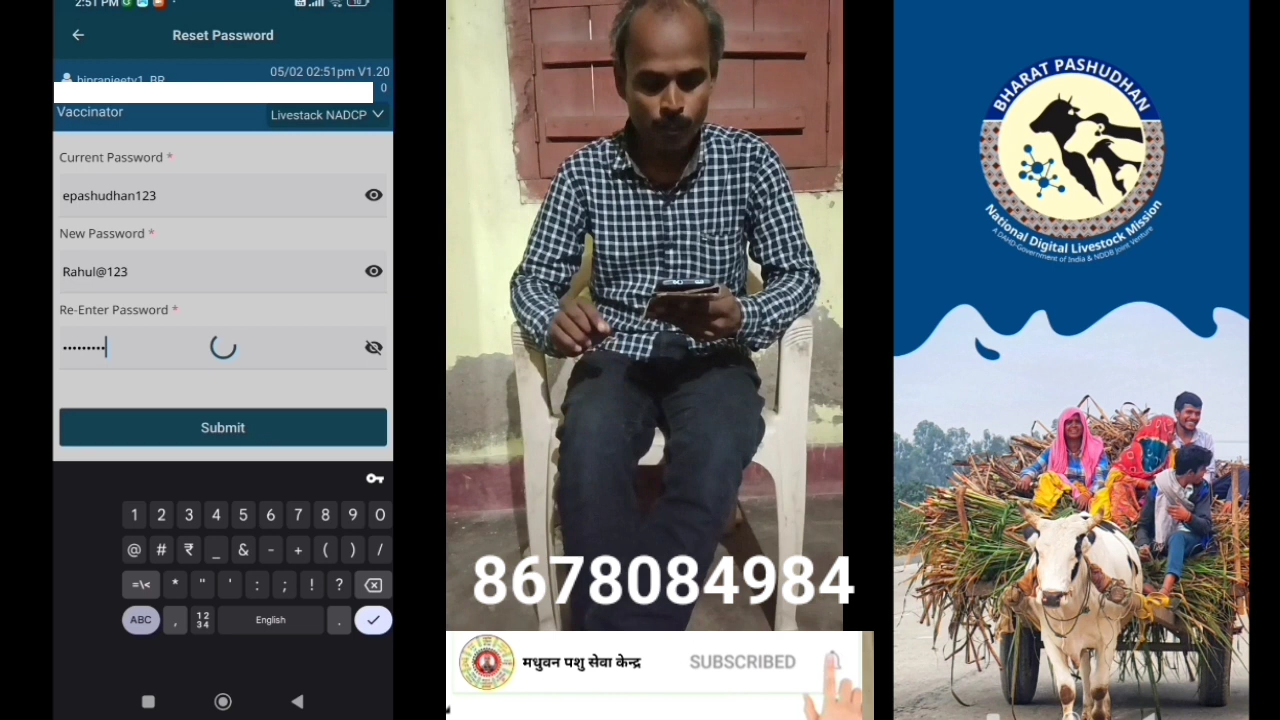 2:51 PM
Reset Password
05/02 02:51pm V1.20
0
Vaccinator
Livestack NADCP
Current Password *
epashudhan123
New Password *
Rahul@123
Re-Enter Password *
•••••••••
Submit
1 2 3 4 5 6 7 8 9 0
@ # ₹ _ & - + ( ) /
=\< * " ' : ; ! ?
ABC , 12 34 English .
8678084984
मधुवन पशु सेवा केन्द्र
SUBSCRIBED
BHARAT PASHUDHAN
National Digital Livestock Mission
A DAHD-Government of India & NDDB Joint Venture